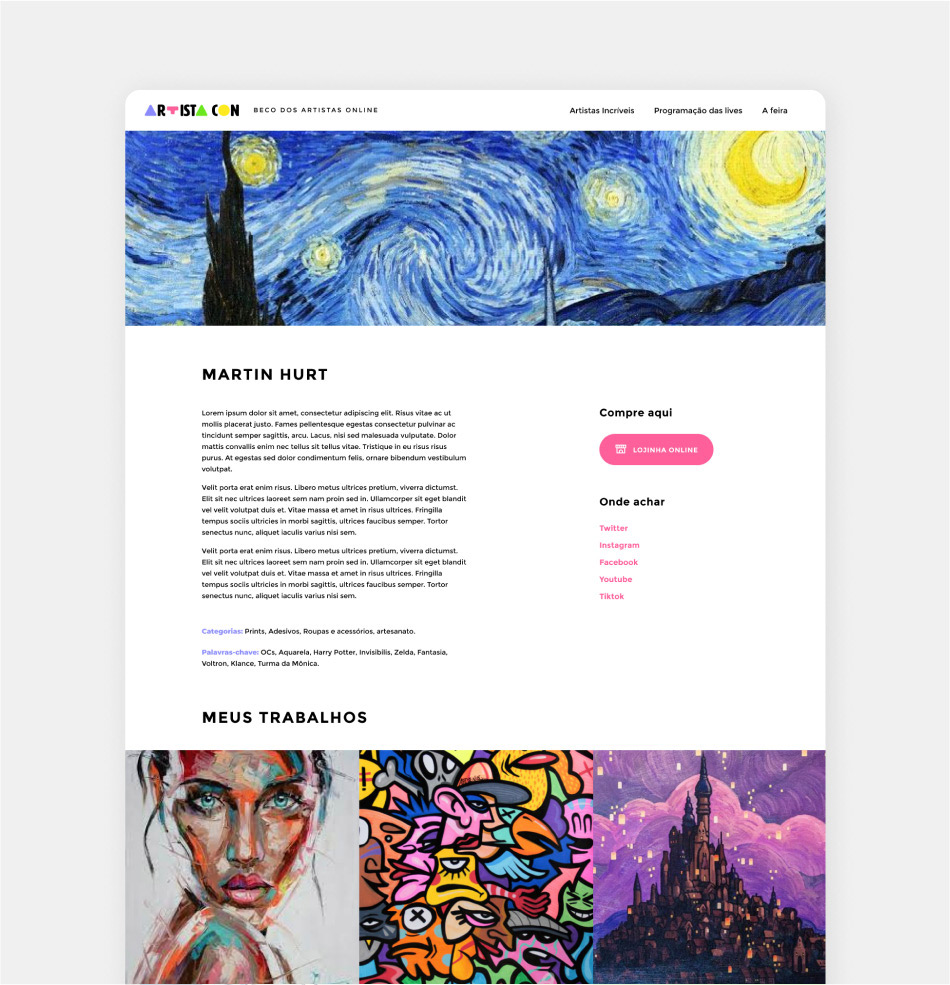 ARTISTA CON
BECO DOS ARTISTAS ONLINE
Artistas Incríveis
Programação das lives
A feira
MARTIN HURT
Lorem ipsum dolor sit amet, consectetur adipiscing elit. Risus vitae ac ut
mollis placerat justo. Fames pellentesque egestas consectetur pulvinar ac
tincidunt semper sagittis, arcu. Lacus, nisi sed malesuada vulputate. Dolor
mattis convallis enim nec tellus sit tellus vitae. Tristique in eu risus risus
purus. At egestas sed dolor condimentum felis, ornare bibendum vestibulum
volutpat.
Velit porta erat enim risus. Libero metus ultrices pretium, viverra dictumst.
Elit sit nec ultrices laoreet sem nam proin sed in. Ullamcorper sit eget blandit
vel velit volutpat duis et. Vitae massa et amet in risus ultrices. Fringilla
tempus sociis ultricies in morbi sagittis, ultrices faucibus semper. Tortor
senectus nunc, aliquet iaculis varius nisi sem.
Velit porta erat enim risus. Libero metus ultrices pretium, viverra dictumst.
Elit sit nec ultrices laoreet sem nam proin sed in. Ullamcorper sit eget blandit
vel velit volutpat duis et. Vitae massa et amet in risus ultrices. Fringilla
tempus sociis ultricies in morbi sagittis, ultrices faucibus semper. Tortor
senectus nunc, aliquet iaculis varius nisi sem.
Categorias: Prints, Adesivos, Roupas e acessórios, artesanato.
Palavras-chave: OCs, Aquarela, Harry Potter, Invisibilis, Zelda, Fantasia,
Voltron, Klance, Turma da Mônica.
Compre aqui
LOJINHA ONLINE
Onde achar
Twitter
Instagram
Facebook
Youtube
Tiktok
MEUS TRABALHOS